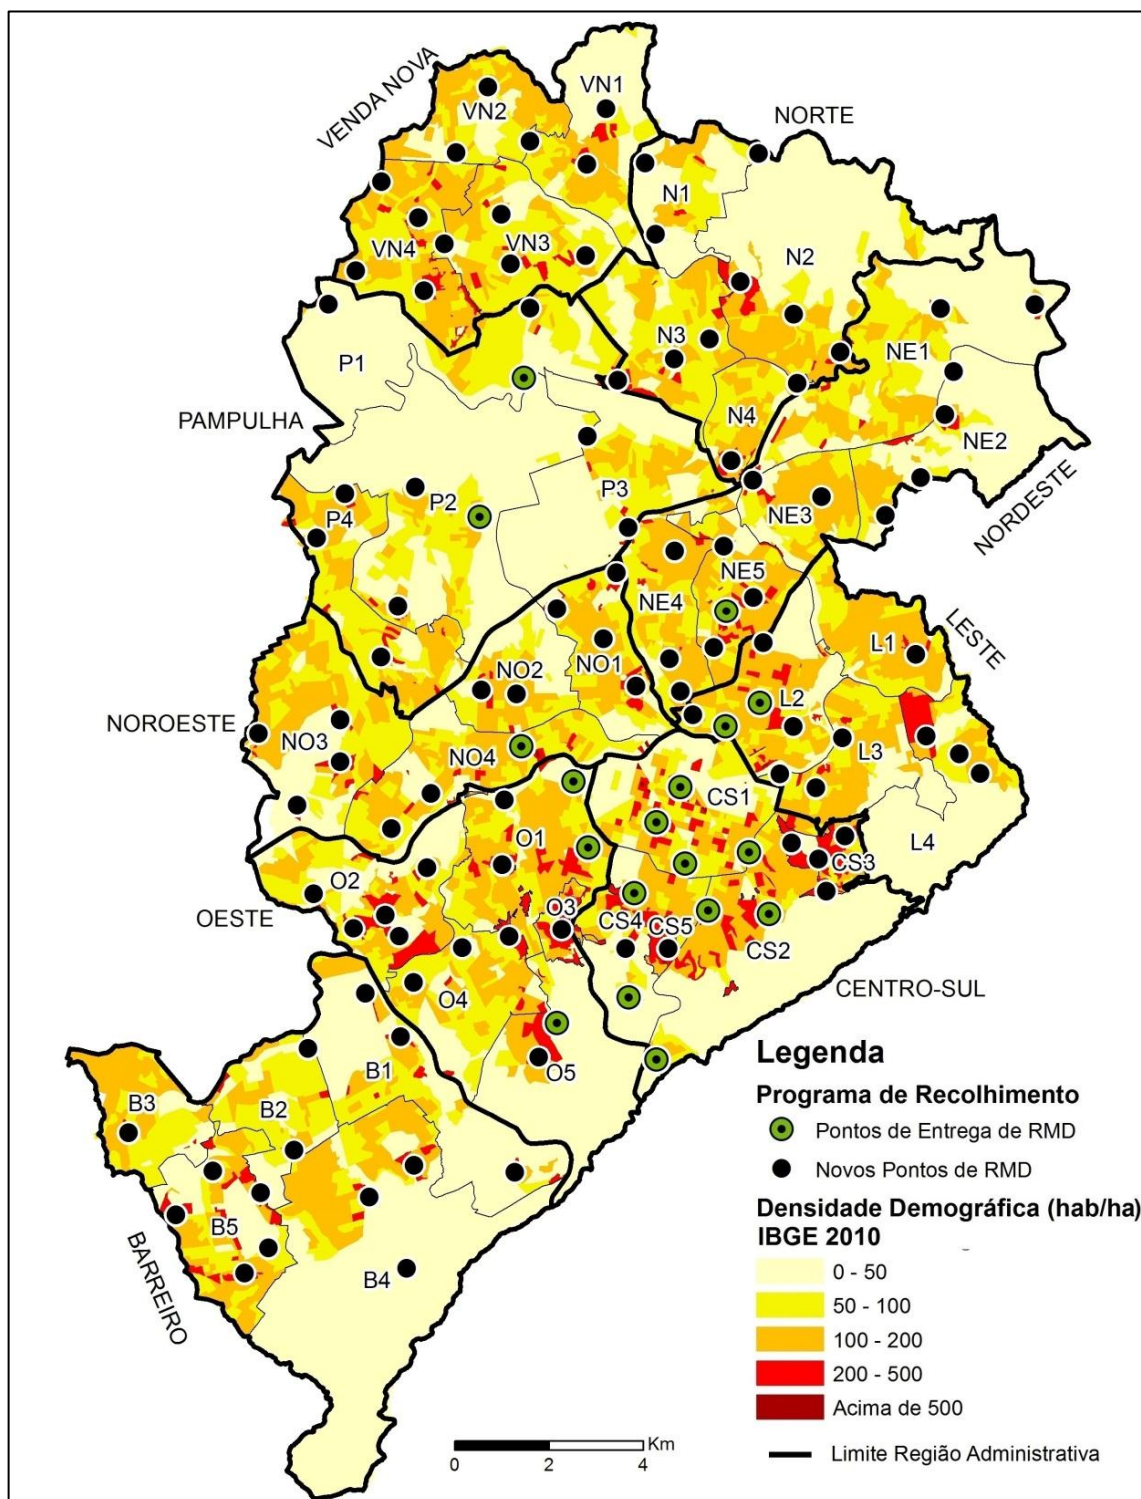 VENDA NOVA
VN2
VN1
NORTE
N1
VN4
VN3
N2
P1
N3
NE1
PAMPULHA
N4
NE2
P4
P2
P3
NE3
NORDESTE
NE5
NE4
NO2
NO1
L1
LESTE
NOROESTE
NO3
NO4
L2
L3
CS1
O1
L4
CS3
O2
OESTE
O3
CS4
CS5
CS2
O4
CENTRO-SUL
B1
O5
B3
B2
B5
B4
BARREIRO
Legenda
Programa de Recolhimento
Pontos de Entrega de RMD
Novos Pontos de RMD
Densidade Demográfica (hab/ha)
IBGE 2010
0 - 50
50 - 100
100 - 200
200 - 500
Acima de 500
Limite Região Administrativa
Km
0 2 4